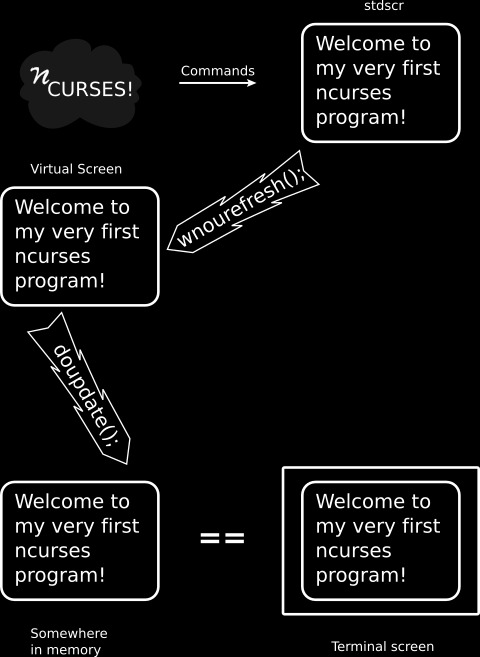 stdscr
nCURSES!
Commands
Welcome to
my very first
ncurses
program!
Virtual Screen
wnourefresh();
Welcome to
my very first
ncurses
program!
doupdate();
Welcome to
my very first
ncurses
program!
==
Welcome to
my very first
ncurses
program!
Somewhere
in memory
Terminal screen